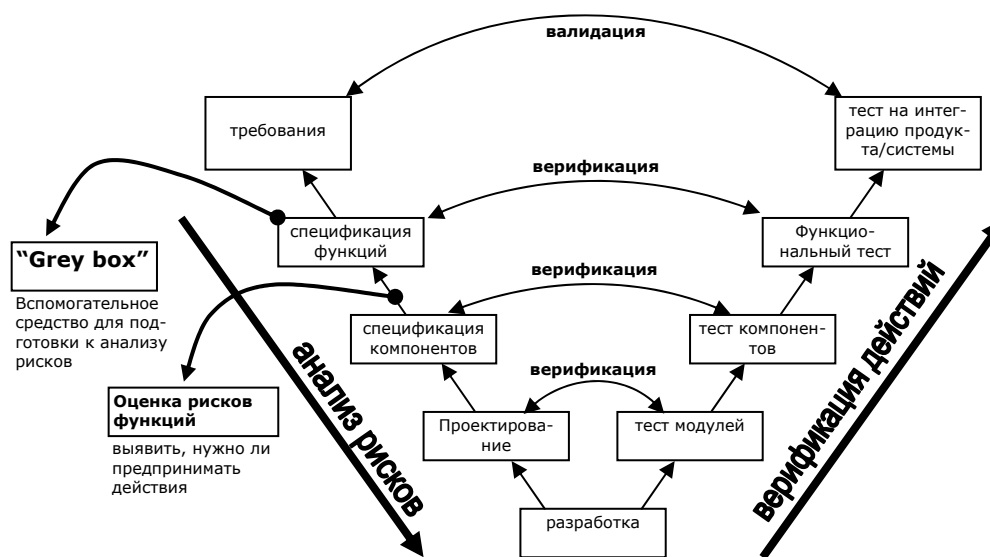 валидация
требования
тест на интег-
рацию продук-
та/системы
верификация
спецификация
функций
Функцио-
нальный тест
“Grey box”
Вспомогательное
средство для под-
готовки к анализу
рисков
верификация
спецификация
компонентов
тест компонен-
тов
анализ рисков
верификация действий
верификация
Оценка рисков
функций
выявить, нужно ли
предпринимать
действия
Проектирова-
ние
тест модулей
разработка